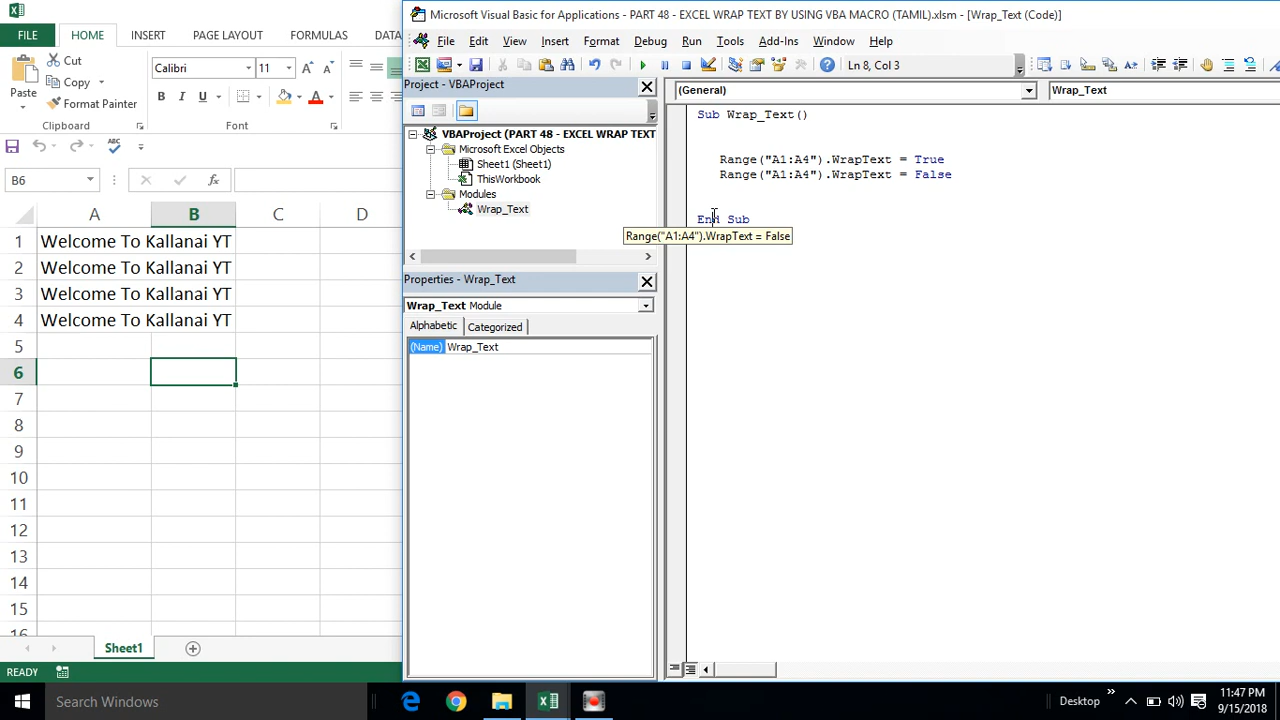 Microsoft Visual Basic for Applications - PART 48 - EXCEL WRAP TEXT BY USING VBA MACRO (TAMIL).xlsm - [Wrap_Text (Code)]
FILE HOME INSERT PAGE LAYOUT FORMULAS DATA
File Edit View Insert Format Debug Run Tools Add-Ins Window Help
Cut
Copy
Format Painter
Paste
Calibri 11
B I U
Clipboard Font
Ln 8, Col 3
Project - VBAProject
VBAProject (PART 48 - EXCEL WRAP TEXT
Microsoft Excel Objects
Sheet1 (Sheet1)
ThisWorkbook
Modules
Wrap_Text
(General) Wrap_Text
Sub Wrap_Text()
Range("A1:A4").WrapText = True
Range("A1:A4").WrapText = False
End Sub
Range("A1:A4").WrapText = False
B6
A B C D
1 Welcome To Kallanai YT
2 Welcome To Kallanai YT
3 Welcome To Kallanai YT
4 Welcome To Kallanai YT
5
6
7
8
9
10
11
12
13
14
15
Properties - Wrap_Text
Wrap_Text Module
Alphabetic Categorized
(Name) Wrap_Text
Sheet1
READY
Search Windows
Desktop
11:47 PM
9/15/2018